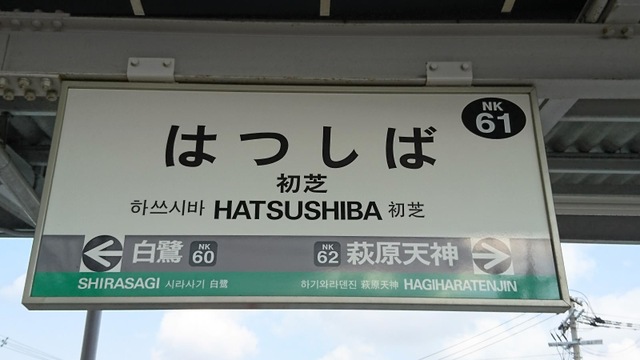 NK
61
はつしば
初芝
하쓰시바 HATSUSHIBA 初芝
白鷺 NK 60 NK 62 萩原天神
SHIRASAGI 시라사기 白鷺 하기와라덴진 萩原天神 HAGIHARATENJIN